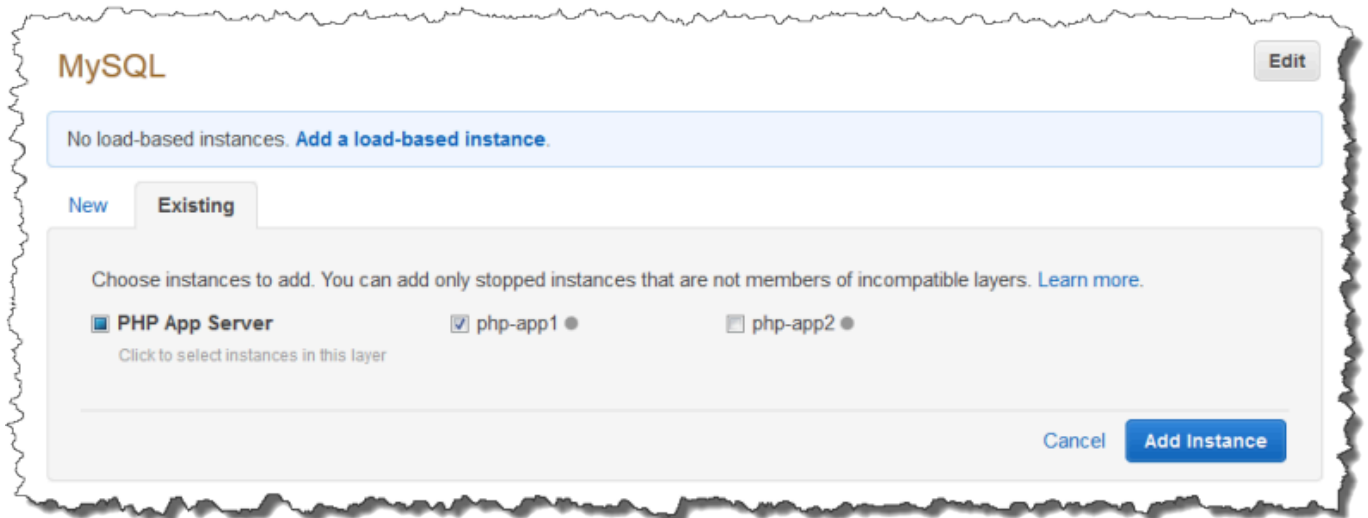 MySQL
Edit
No load-based instances. Add a load-based instance.
New
Existing
Choose instances to add. You can add only stopped instances that are not members of incompatible layers. Learn more.
PHP App Server
php-app1
php-app2
Click to select instances in this layer
Cancel
Add Instance